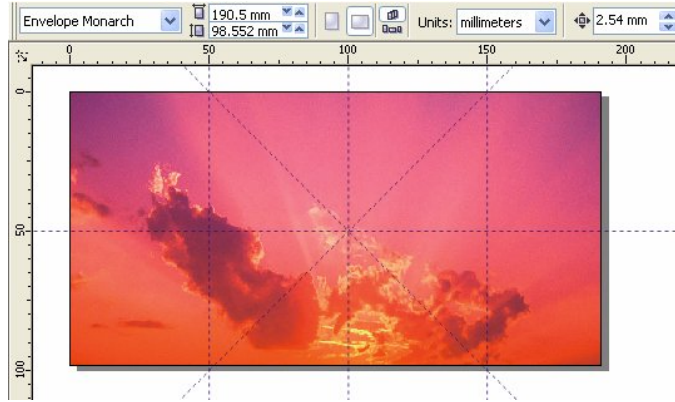 Envelope Monarch
190.5 mm
98.552 mm
Units: millimeters
2.54 mm
0 50 100 150 200
0
50
100